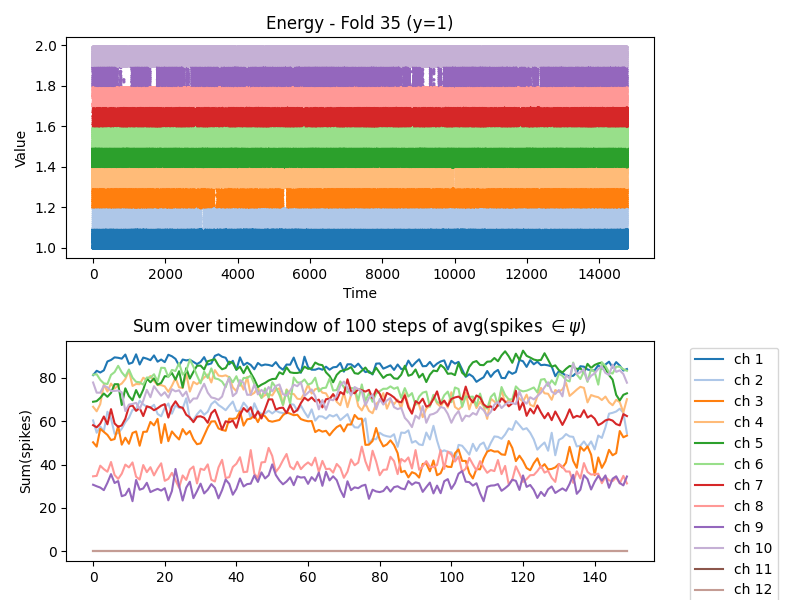 Energy - Fold 35 (y=1)
2.0
1.8
1.6
1.4
1.2
1.0
Value
0 2000 4000 6000 8000 10000 12000 14000
Time
Sum over timewindow of 100 steps of avg(spikes ∈ ψ)
80
60
40
20
0
Sum(spikes)
0 20 40 60 80 100 120 140
ch 1
ch 2
ch 3
ch 4
ch 5
ch 6
ch 7
ch 8
ch 9
ch 10
ch 11
ch 12